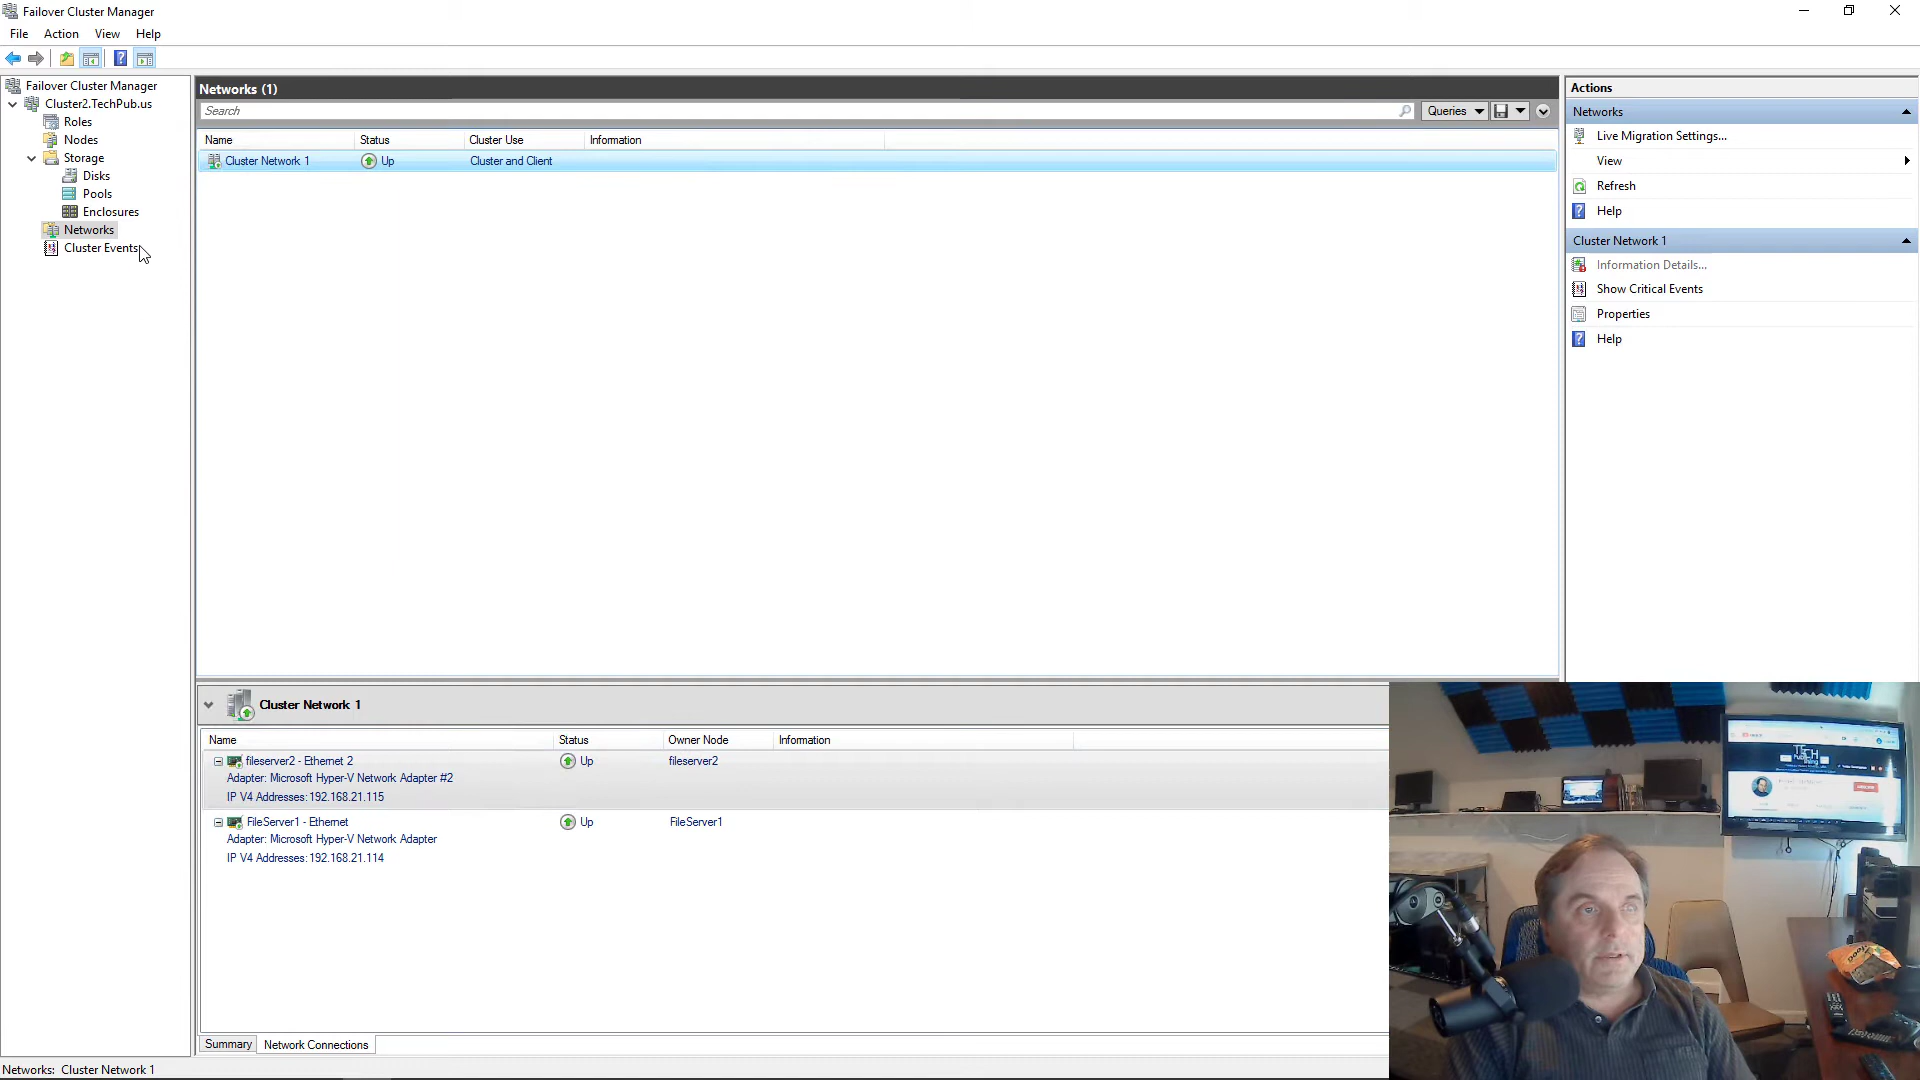 Failover Cluster Manager
File Action View Help
Failover Cluster Manager
Cluster2.TechPub.us
Roles
Nodes
Storage
Disks
Pools
Enclosures
Networks
Cluster Events
Networks (1)
Search
Queries
Name Status Cluster Use Information
Cluster Network 1 Up Cluster and Client
Cluster Network 1
Name Status Owner Node Information
fileserver2 - Ethernet 2 Up fileserver2
Adapter: Microsoft Hyper-V Network Adapter #2
IP V4 Addresses: 192.168.21.115
FileServer1 - Ethernet Up FileServer1
Adapter: Microsoft Hyper-V Network Adapter
IP V4 Addresses: 192.168.21.114
Summary Network Connections
Actions
Networks
Live Migration Settings...
View
Refresh
Help
Cluster Network 1
Information Details...
Show Critical Events
Properties
Help
Networks: Cluster Network 1